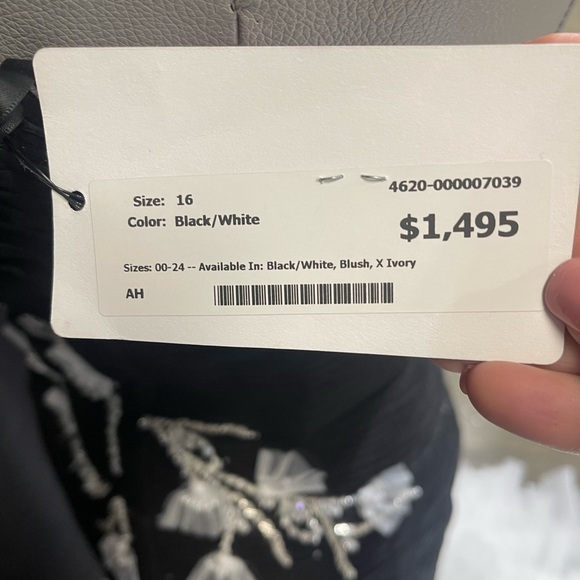 4620-000007039
Size: 16
Color: Black/White
$1,495
Sizes: 00-24 -- Available In: Black/White, Blush, X Ivory
AH